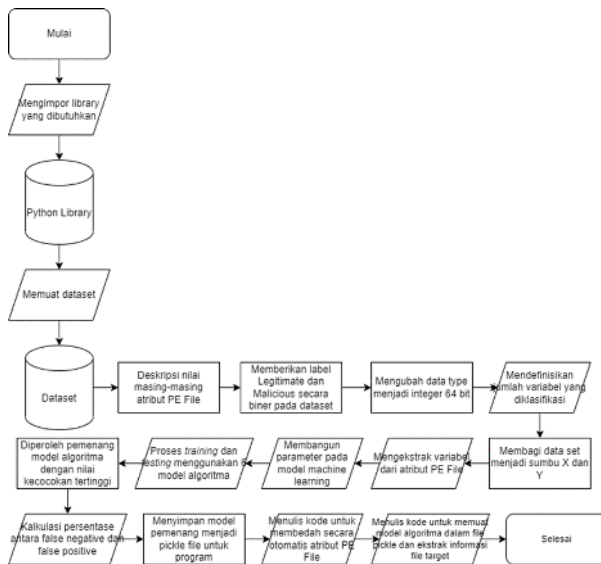 Mulai
Mengimpor library
yang dibutuhkan
Python Library
Memuat dataset
Dataset
Deskripsi nilai
masing-masing
atribut PE File
Memberikan label
Legitimate dan
Malicious secara
biner pada dataset
Mengubah data type
menjadi integer 64 bit
Mendefinisikan
jumlah variabel yang
diklasifikasi
Membagi data set
menjadi sumbu X dan
Y
Mengekstrak variabel
dari atribut PE File
Membangun
parameter pada
model machine
learning
Proses training dan
testing menggunakan 6
model algoritma
Diperoleh pemenang
model algoritma
dengan nilai
kecocokan tertinggi
Kalkulasi persentase
antara false negative dan
false positive
Menyimpan model
pemenang menjadi
pickle file untuk
program
Menulis kode untuk
membedah secara
otomatis atribut PE
File
Menulis kode untuk memuat
model algoritma dalam file
pickle dan ekstrak informasi
file target
Selesai